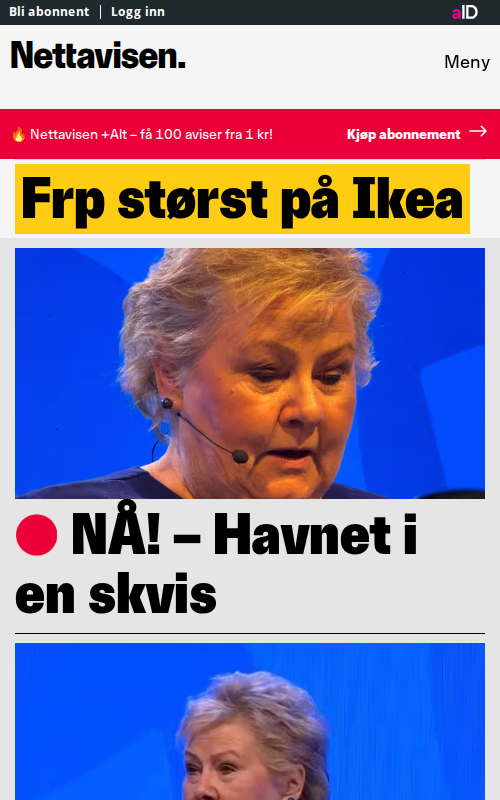 Bli abonnent | Logg inn
aID
Nettavisen.
Meny
🔥 Nettavisen +Alt – få 100 aviser fra 1 kr!
Kjøp abonnement →
Frp størst på Ikea
NÅ! – Havnet i
en skvis